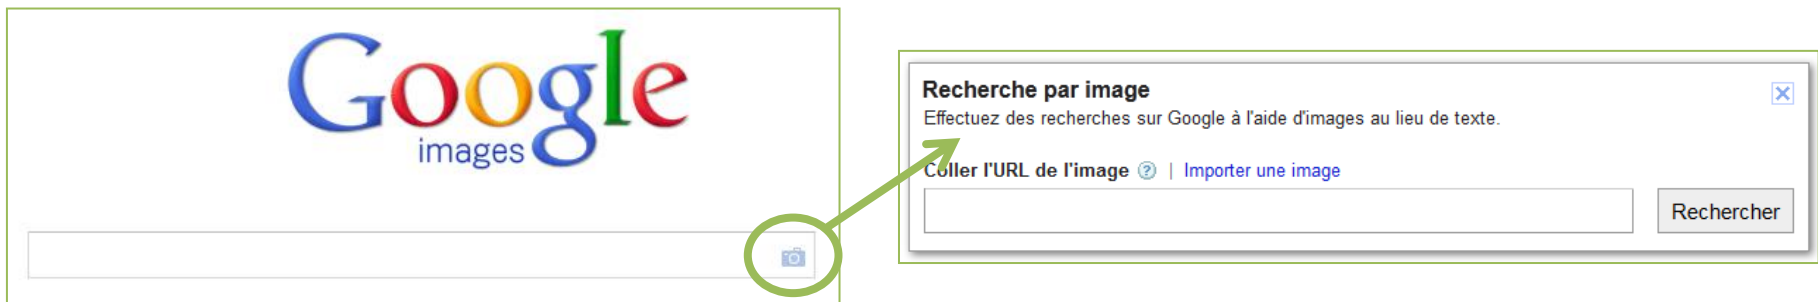 Google
images
Recherche par image
Effectuez des recherches sur Google à l'aide d'images au lieu de texte.
Coller l'URL de l'image ? | Importer une image
Rechercher